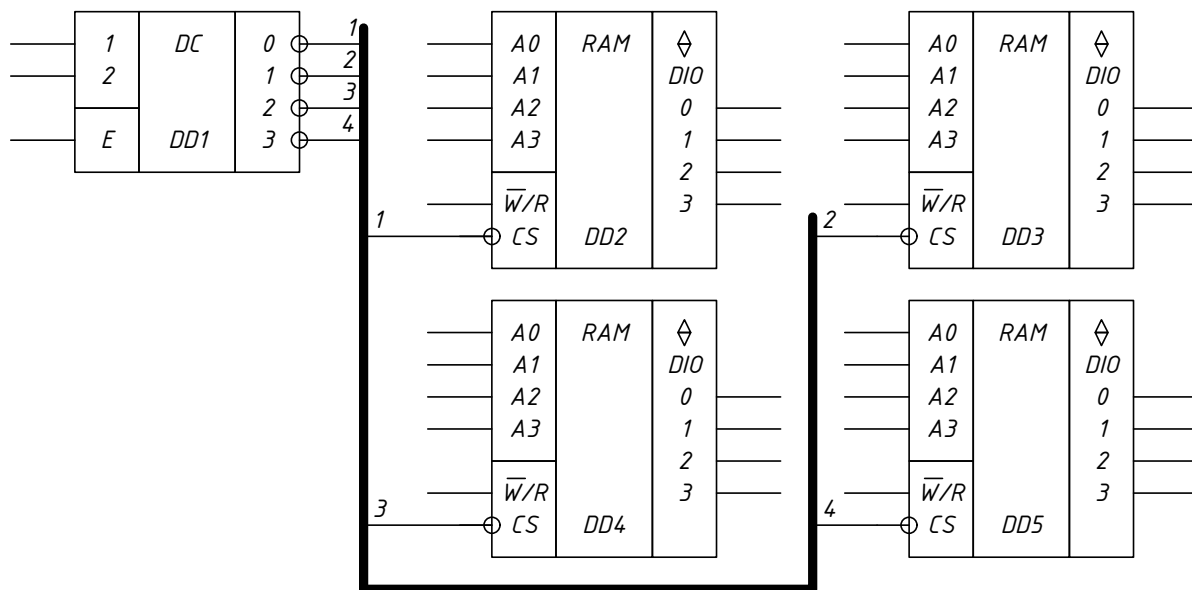 1 DC 0 1
2 1 2
2 3
E DD1 3 4
A0 RAM DIO
A1 0
A2 1
A3 2
W̅/R 3
1 CS DD2
A0 RAM DIO
A1 0
A2 1
A3 2
W̅/R 3
2 CS DD3
A0 RAM DIO
A1 0
A2 1
A3 2
W̅/R 3
3 CS DD4
A0 RAM DIO
A1 0
A2 1
A3 2
W̅/R 3
4 CS DD5